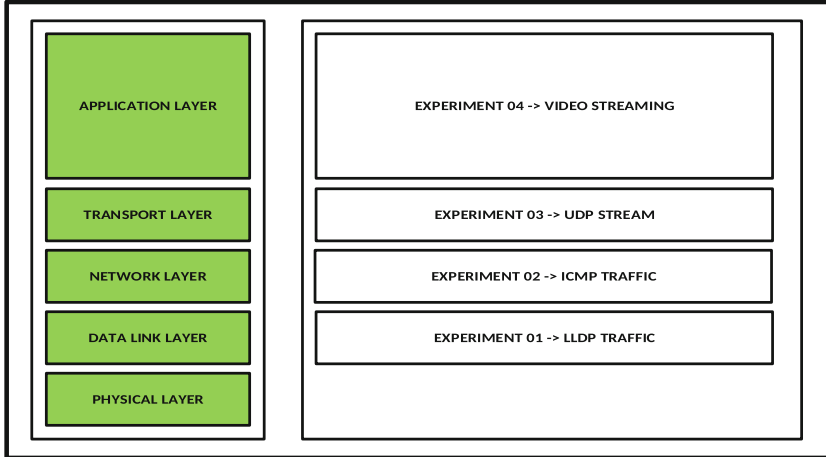 APPLICATION LAYER
EXPERIMENT 04 -> VIDEO STREAMING
TRANSPORT LAYER
EXPERIMENT 03 -> UDP STREAM
NETWORK LAYER
EXPERIMENT 02 -> ICMP TRAFFIC
DATA LINK LAYER
EXPERIMENT 01 -> LLDP TRAFFIC
PHYSICAL LAYER